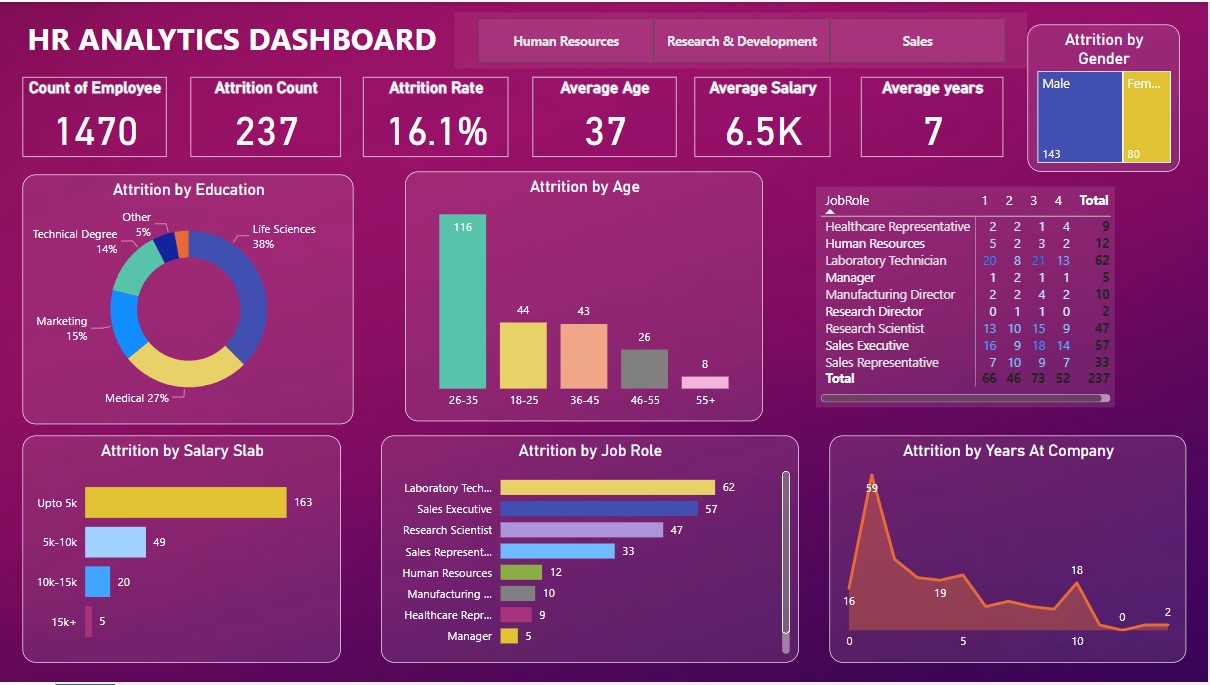 HR ANALYTICS DASHBOARD
Human Resources
Research & Development
Sales
Count of Employee
1470
Attrition Count
237
Attrition Rate
16.1%
Average Age
37
Average Salary
6.5K
Average years
7
Attrition by
Gender
Male
Fem...
143
80
Attrition by Education
Other
5%
Life Sciences
38%
Technical Degree
14%
Marketing
15%
Medical 27%
Attrition by Age
116
44
43
26
8
26-35
18-25
36-45
46-55
55+
JobRole 1 2 3 4 Total
Healthcare Representative 2 2 1 4 9
Human Resources 5 2 3 2 12
Laboratory Technician 20 8 21 13 62
Manager 1 2 1 1 5
Manufacturing Director 2 2 4 2 10
Research Director 0 1 1 0 2
Research Scientist 13 10 15 9 47
Sales Executive 16 9 18 14 57
Sales Representative 7 10 9 7 33
Total 66 46 73 52 237
Attrition by Salary Slab
Upto 5k 163
5k-10k 49
10k-15k 20
15k+ 5
Attrition by Job Role
Laboratory Tech... 62
Sales Executive 57
Research Scientist 47
Sales Represent... 33
Human Resources 12
Manufacturing ... 10
Healthcare Repr... 9
Manager 5
Attrition by Years At Company
59
16
19
18
0
2
0
5
10